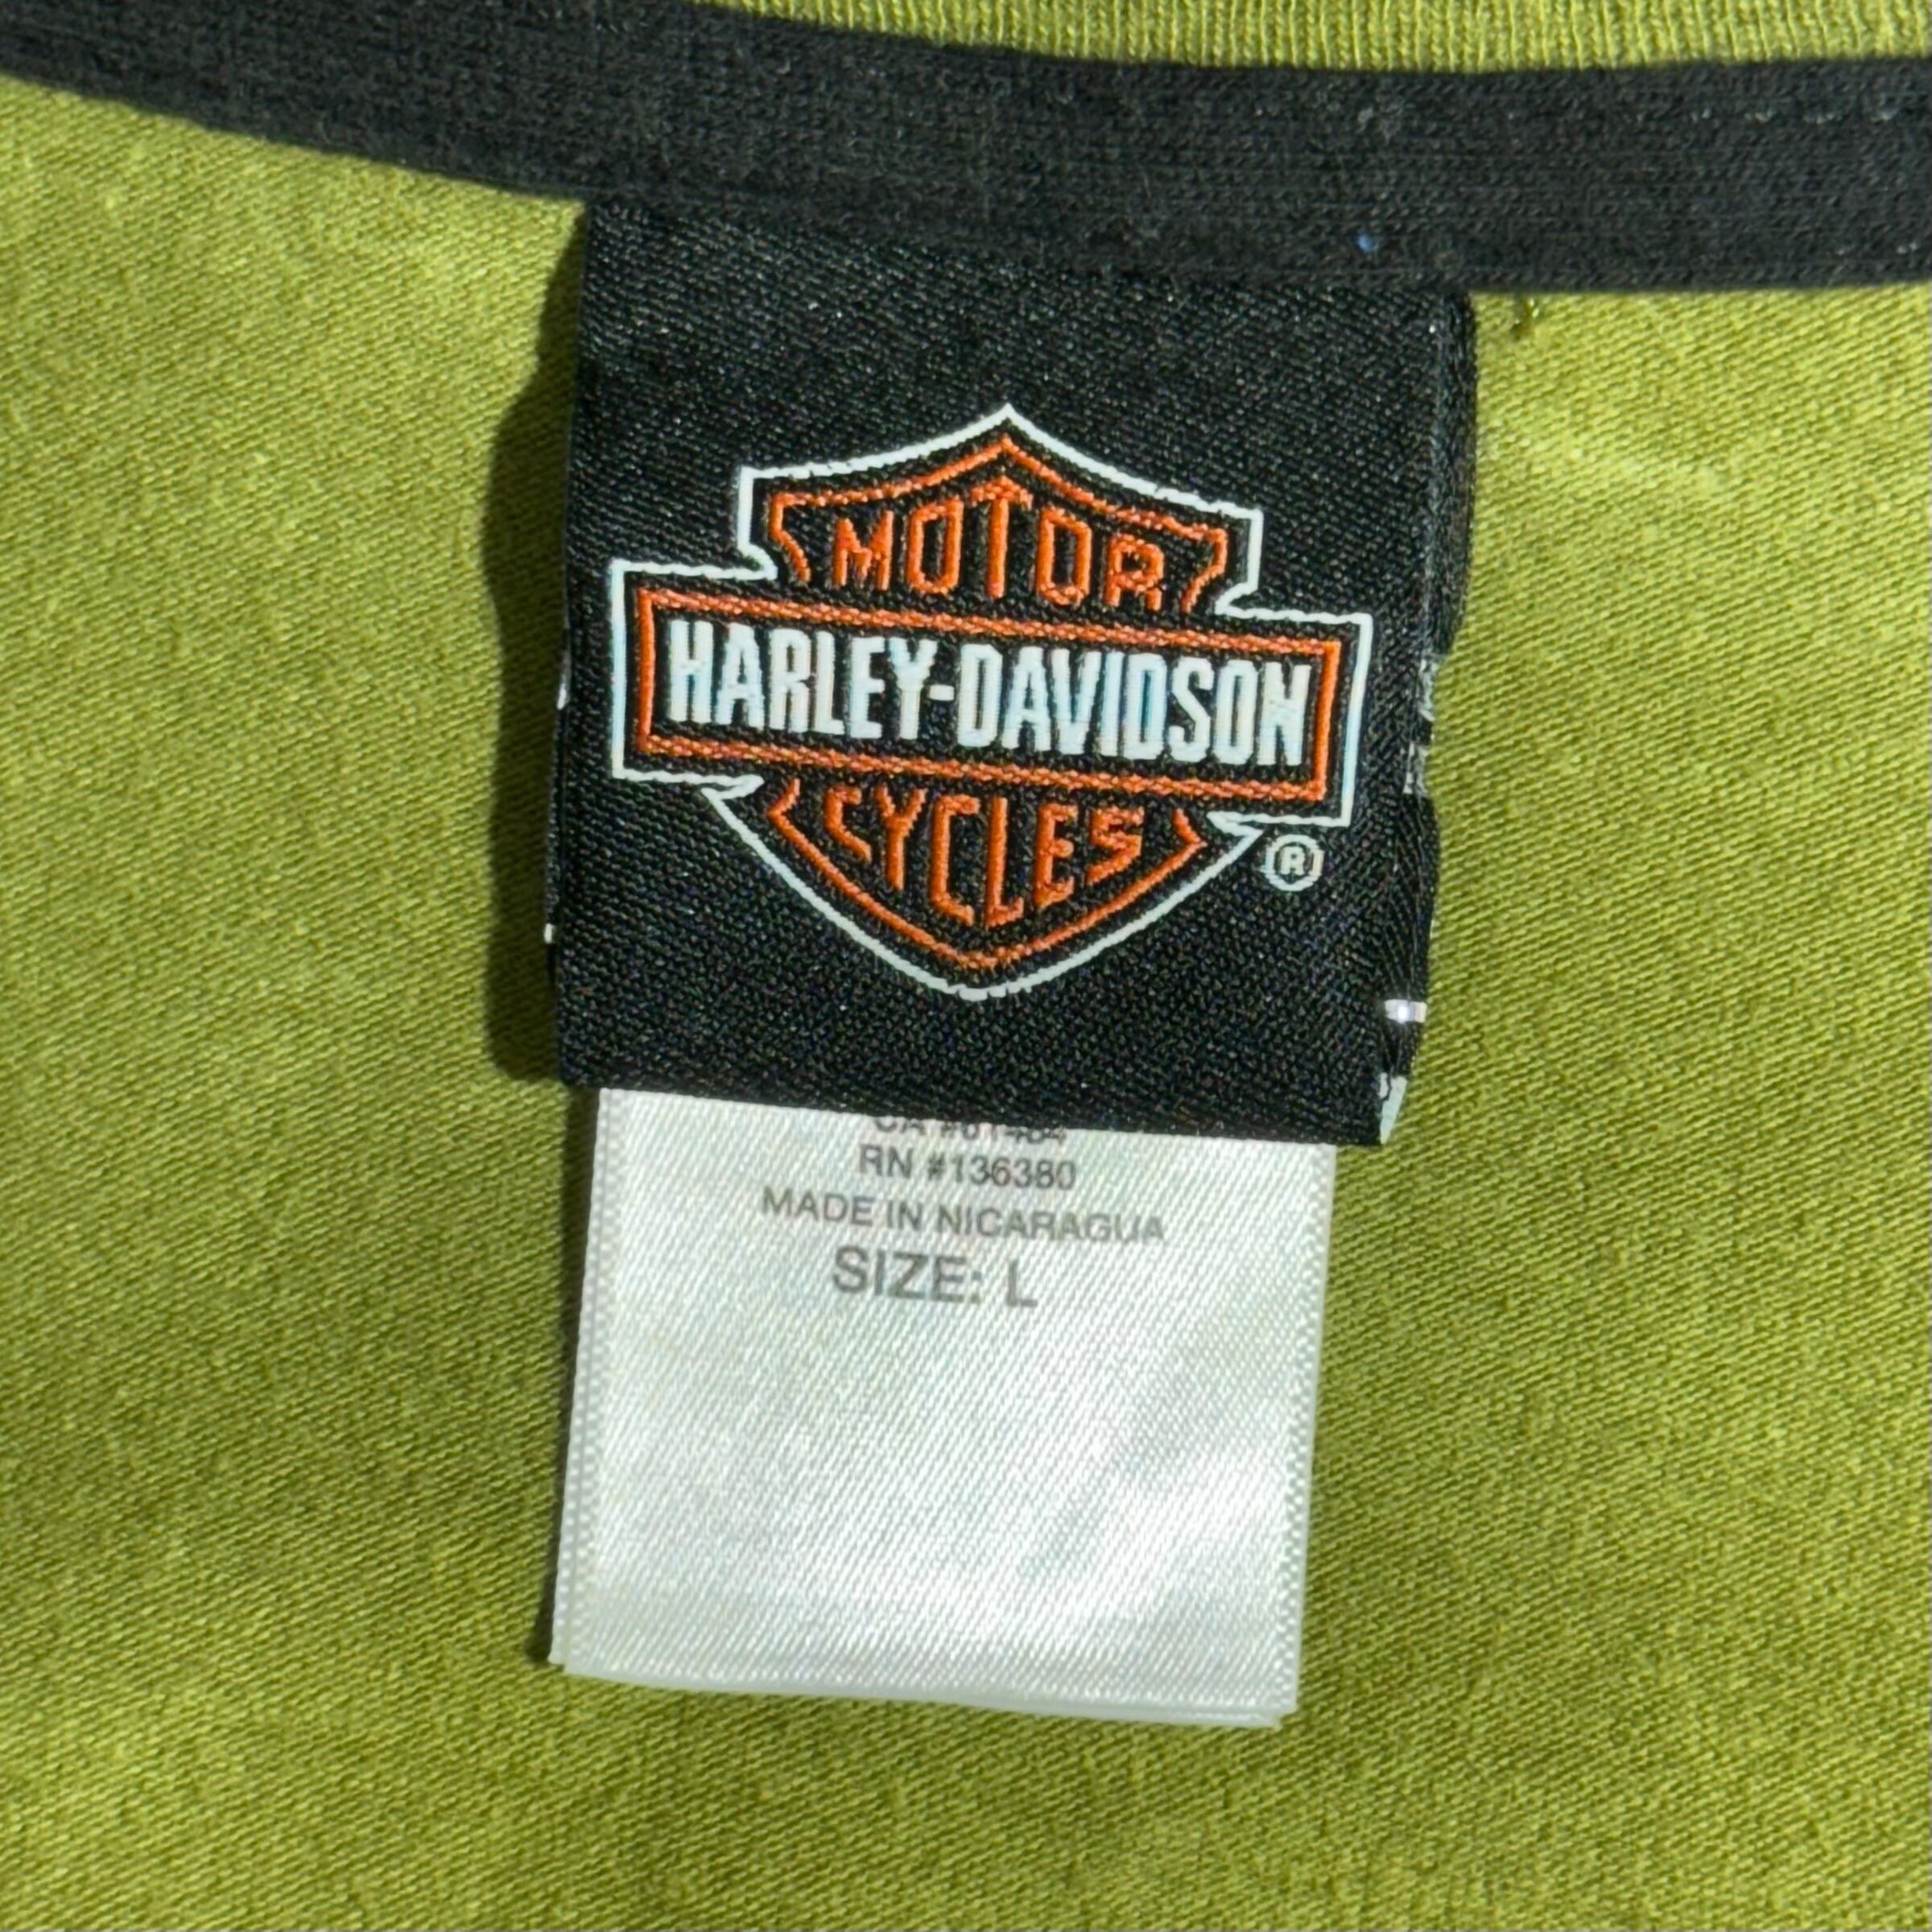 MOTOR
HARLEY-DAVIDSON
CYCLES
®
RN #136380
MADE IN NICARAGUA
SIZE: L